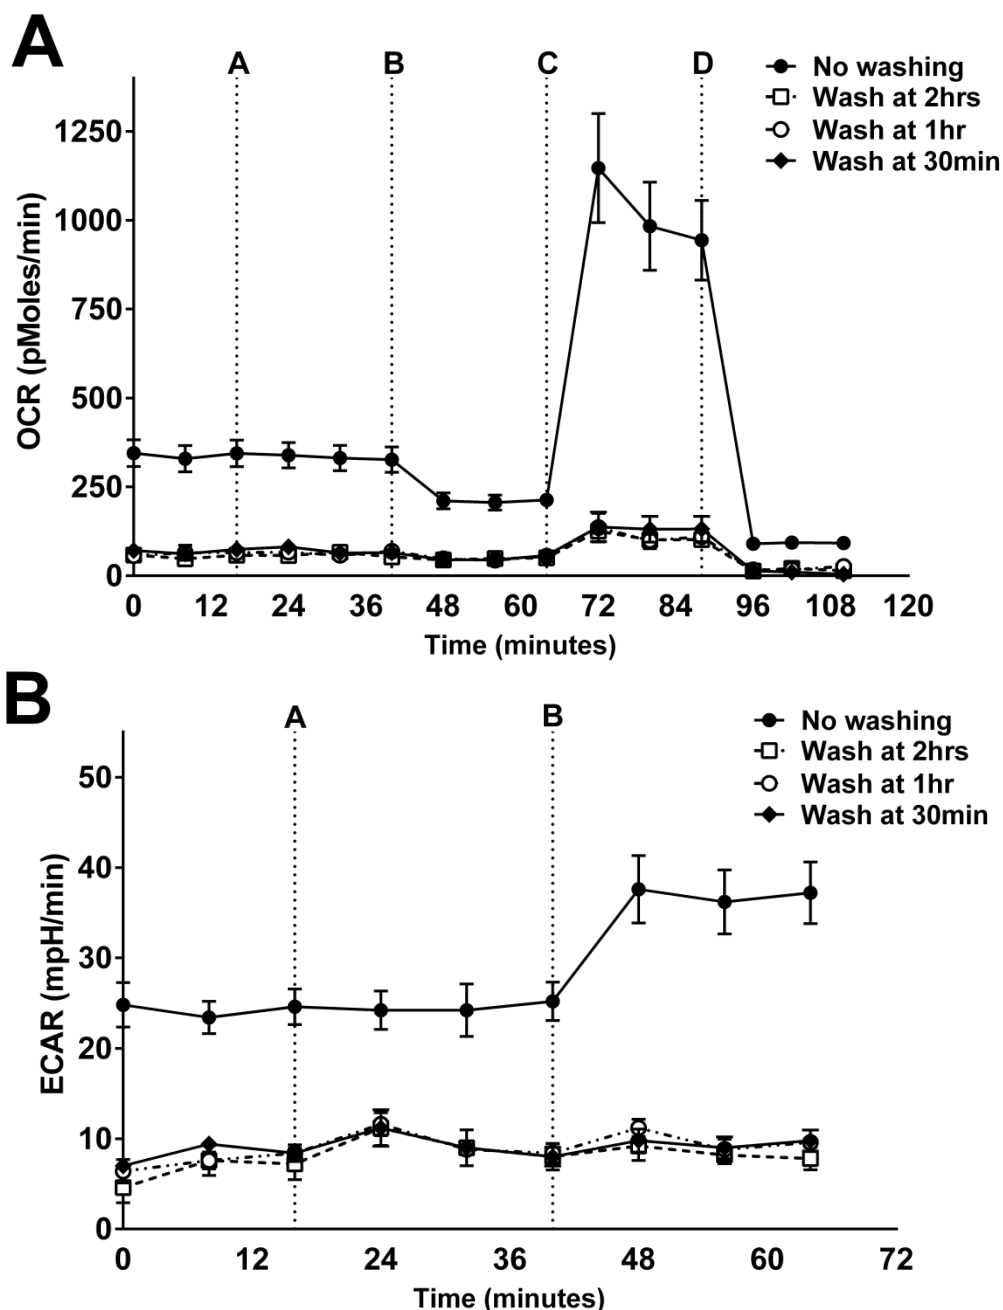 A
A B C D
No washing
Wash at 2hrs
Wash at 1hr
Wash at 30min
OCR (pMoles/min)
1250
1000
750
500
250
0
0 12 24 36 48 60 72 84 96 108 120
Time (minutes)
B
A B
No washing
Wash at 2hrs
Wash at 1hr
Wash at 30min
ECAR (mpH/min)
50
40
30
20
10
0
0 12 24 36 48 60 72
Time (minutes)